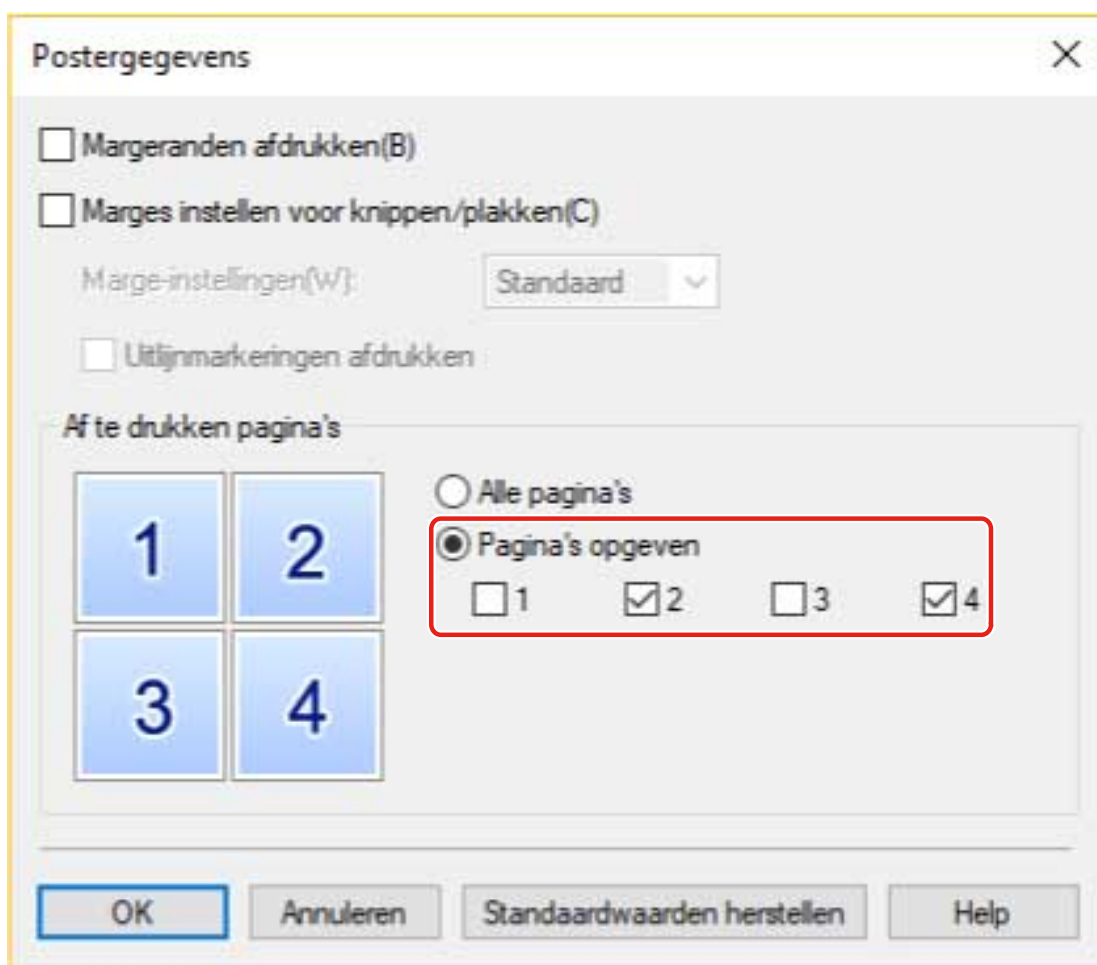 Postergegevens
Margeranden afdrukken(B)
Marges instellen voor knippen/plakken(C)
Marge-instellingen(W): Standaard
Uitlijnmarkeringen afdrukken
Af te drukken pagina's
1 2
3 4
Alle pagina's
Pagina's opgeven
1 2 3 4
OK Annuleren Standaardwaarden herstellen Help